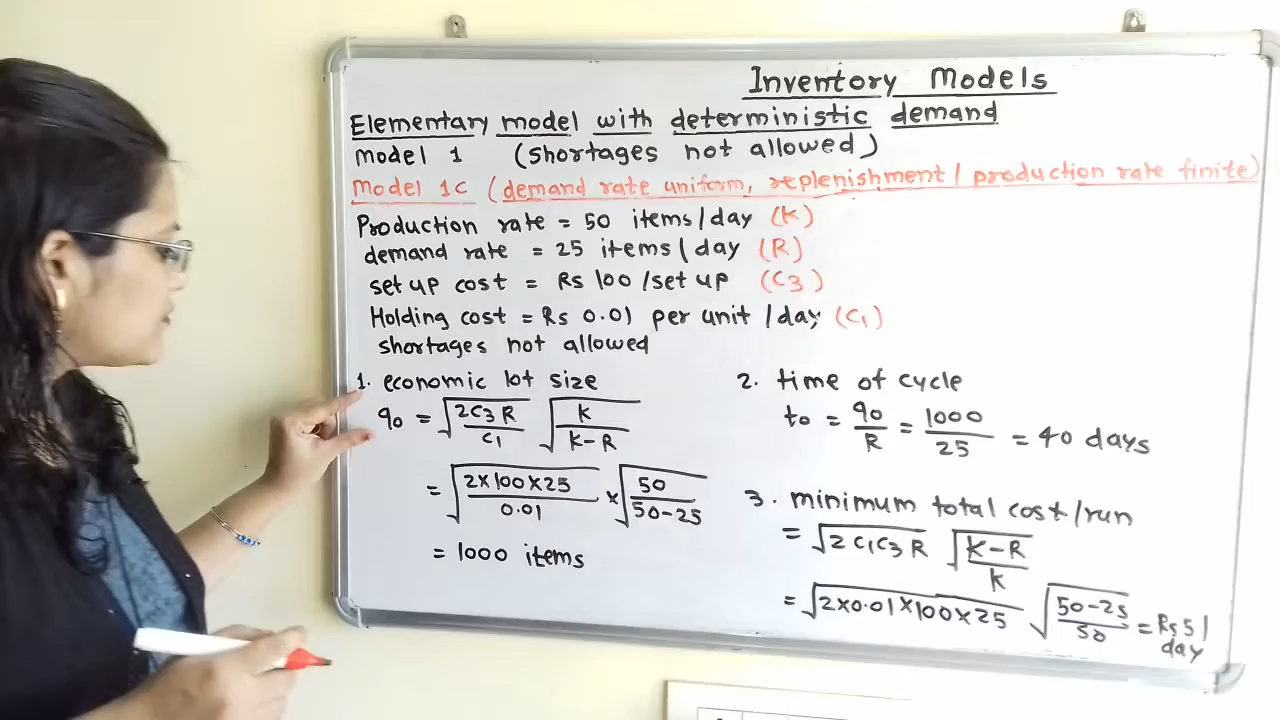 Inventory Models
Elementary model with deterministic demand
Model 1 (shortages not allowed)
Model 1C (demand rate uniform, replenishment / production rate finite)
Production rate = 50 items/day (K)
demand rate = 25 items/day (R)
set up cost = Rs 100 /set up (C3)
Holding cost = Rs 0.01 per unit /day (C1)
shortages not allowed
1. economic lot size
q0 = √(2C3R/C1) √(K/(K-R))
= √(2×100×25/0.01) × √(50/(50-25))
= 1000 items
2. time of cycle
t0 = q0/R = 1000/25 = 40 days
3. minimum total cost/run
= √(2C1C3R) √((K-R)/K)
= √(2×0.01×100×25) √((50-25)/50) = Rs 5/
day